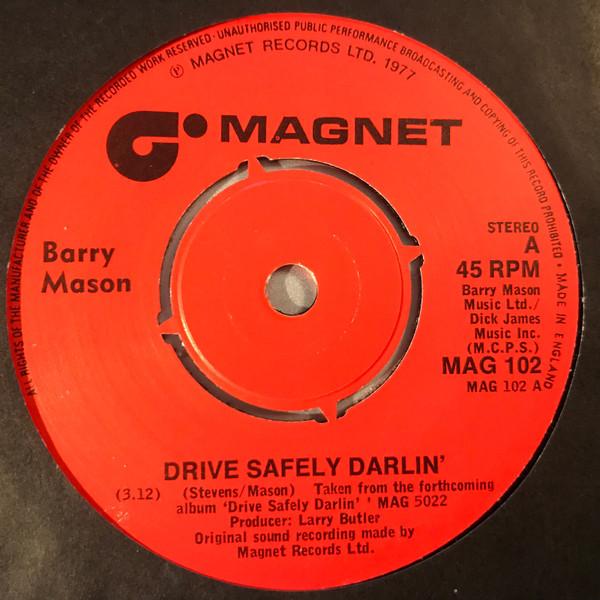 ALL RIGHTS OF THE MANUFACTURER AND OF THE OWNER OF THE RECORDED WORK RESERVED · UNAUTHORISED PUBLIC PERFORMANCE BROADCASTING AND COPYING OF THIS RECORD PROHIBITED · MADE IN ENGLAND
Ⓟ MAGNET RECORDS LTD. 1977
MAGNET
Barry
Mason
STEREO
A
45 RPM
Barry Mason
Music Ltd./
Dick James
Music Inc.
(M.C.P.S.)
MAG 102
MAG 102 A
DRIVE SAFELY DARLIN'
(3.12) (Stevens/Mason) Taken from the forthcoming
album 'Drive Safely Darlin' ' MAG 5022
Producer: Larry Butler
Original sound recording made by
Magnet Records Ltd.